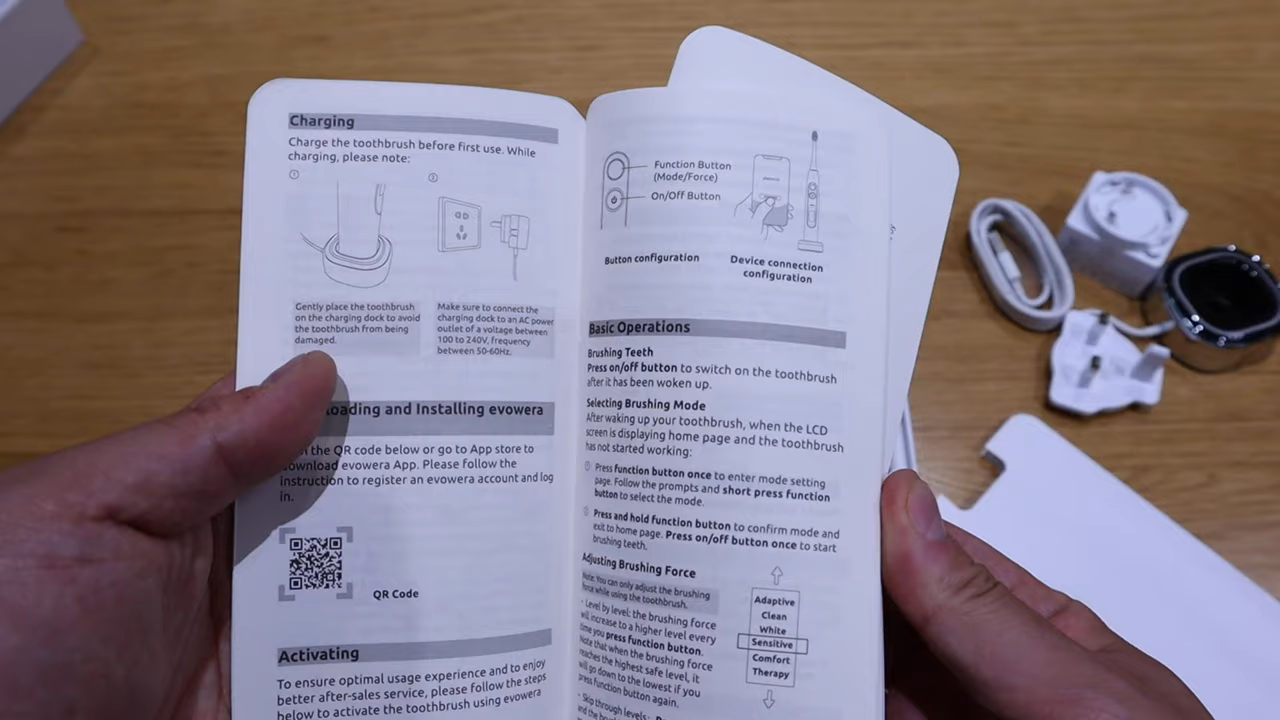 Charging
Charge the toothbrush before first use. While
charging, please note:
①
②
Gently place the toothbrush
on the charging dock to avoid
the toothbrush from being
damaged.
Make sure to connect the
charging dock to an AC power
outlet of a voltage between
100 to 240V, frequency
between 50-60Hz.
loading and Installing evowera
the QR code below or go to App store to
download evowera App. Please follow the
instruction to register an evowera account and log
in.
QR Code
Activating
To ensure optimal usage experience and to enjoy
better after-sales service, please follow the steps
below to activate the toothbrush using evowera
Function Button
(Mode/Force)
On/Off Button
Button configuration
Device connection
configuration
Basic Operations
Brushing Teeth
Press on/off button to switch on the toothbrush
after it has been woken up.
Selecting Brushing Mode
After waking up your toothbrush, when the LCD
screen is displaying home page and the toothbrush
has not started working:
Press function button once to enter mode setting
page. Follow the prompts and short press function
button to select the mode.
Press and hold function button to confirm mode and
exit to home page. Press on/off button once to start
brushing teeth.
Adjusting Brushing Force
Note: You can only adjust the brushing
force while using the toothbrush.
· Level by level: the brushing force
will increase to a higher level every
time you press function button.
Note that when the brushing force
reaches the highest safe level, it
will go down to the lowest if you
press function button again.
· Skip through levels:
and the
Adaptive
Clean
White
Sensitive
Comfort
Therapy